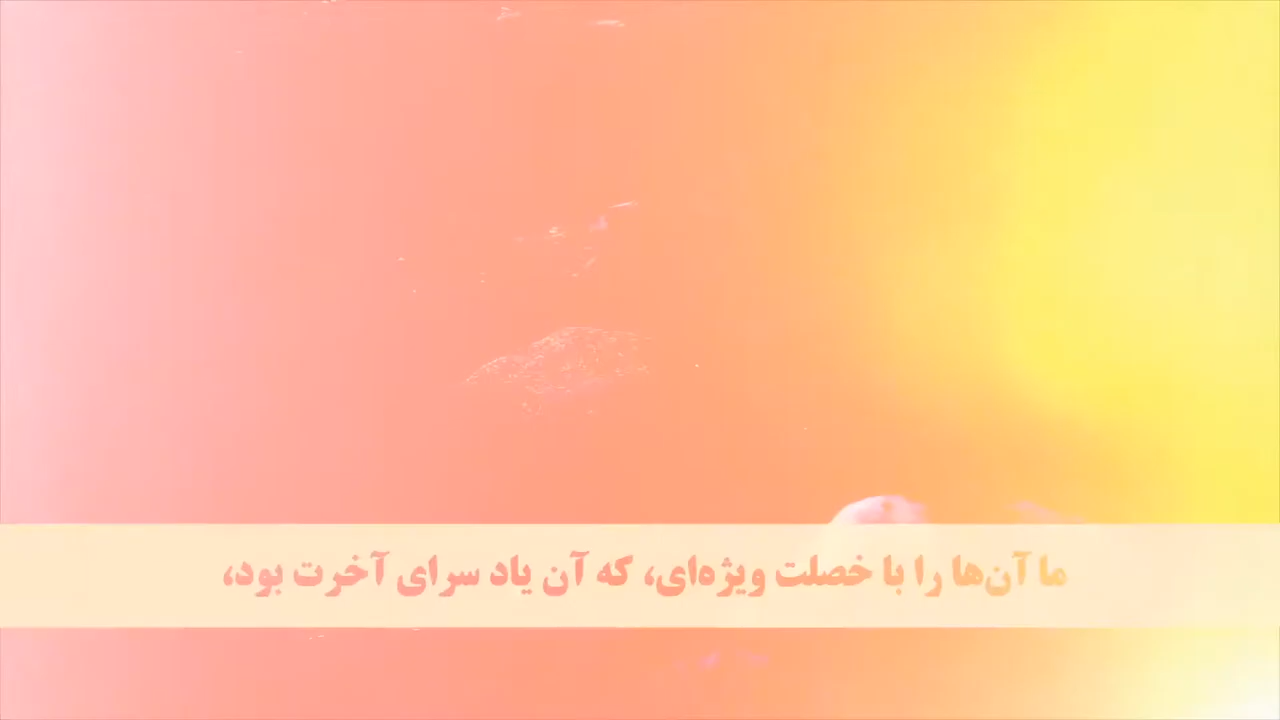 ما آن‌ها را با خصلت ویژه‌ای، که آن یاد سرای آخرت بود،